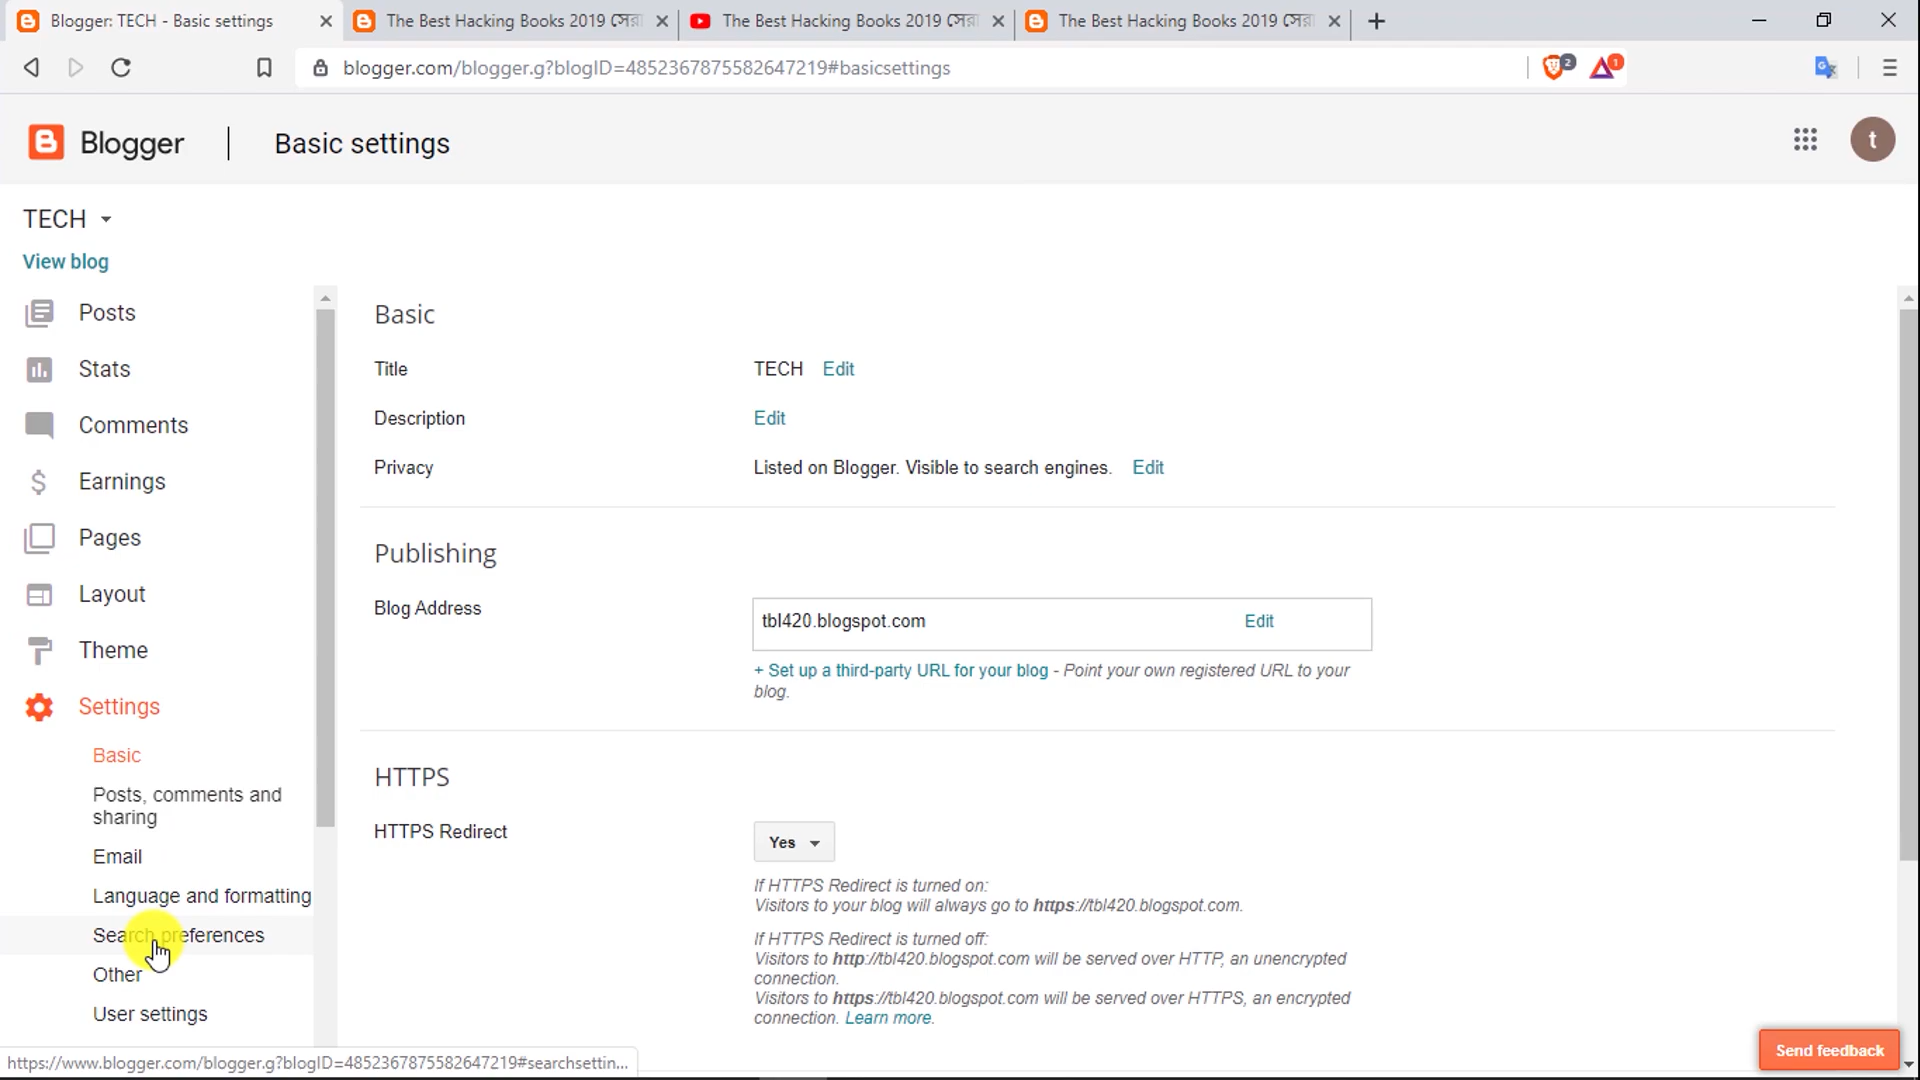 Blogger: TECH - Basic settings
The Best Hacking Books 2019 সেরা
The Best Hacking Books 2019 সেরা
The Best Hacking Books 2019 সেরা
blogger.com/blogger.g?blogID=4852367875582647219#basicsettings
2
1
Blogger
Basic settings
t
TECH
View blog
Posts
Stats
Comments
Earnings
Pages
Layout
Theme
Settings
Basic
Posts, comments and
sharing
Email
Language and formatting
Search preferences
Other
User settings
Basic
Title
TECH Edit
Description
Edit
Privacy
Listed on Blogger. Visible to search engines. Edit
Publishing
Blog Address
tbl420.blogspot.com Edit
+ Set up a third-party URL for your blog - Point your own registered URL to your
blog.
HTTPS
HTTPS Redirect
Yes
If HTTPS Redirect is turned on:
Visitors to your blog will always go to https://tbl420.blogspot.com.
If HTTPS Redirect is turned off:
Visitors to http://tbl420.blogspot.com will be served over HTTP, an unencrypted
connection.
Visitors to https://tbl420.blogspot.com will be served over HTTPS, an encrypted
connection. Learn more.
Send feedback
https://www.blogger.com/blogger.g?blogID=4852367875582647219#searchsettin...